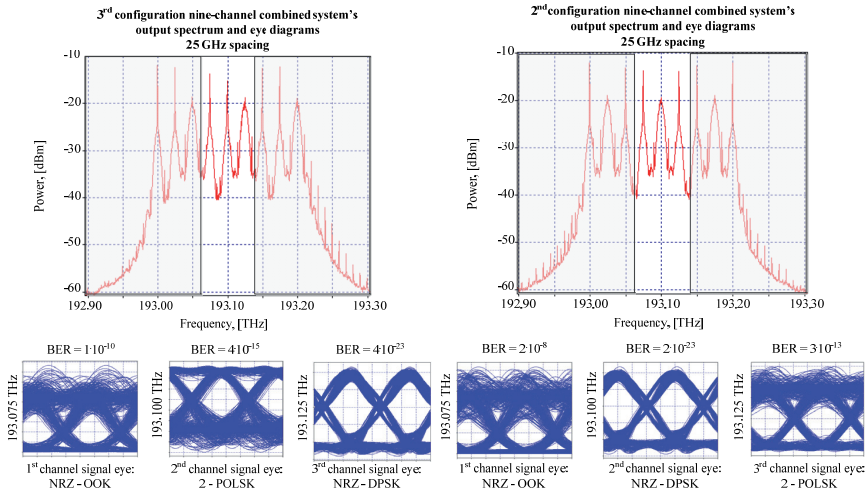 3rd configuration nine-channel combined system's
output spectrum and eye diagrams
25 GHz spacing
-10
-20
-30
-40
-50
-60
Power, [dBm]
192.90 193.00 193.10 193.20 193.30
Frequency, [THz]
2nd configuration nine-channel combined system's
output spectrum and eye diagrams
25 GHz spacing
-10
-20
-30
-40
-50
-60
Power, [dBm]
192.90 193.00 193.10 193.20 193.30
Frequency, [THz]
BER = 1·10-10
193.075 THz
1st channel signal eye:
NRZ - OOK
BER = 4·10-15
193.100 THz
2nd channel signal eye:
2 - POLSK
BER = 4·10-23
193.125 THz
3rd channel signal eye:
NRZ - DPSK
BER = 2·10-8
193.075 THz
1st channel signal eye:
NRZ - OOK
BER = 2·10-23
193.100 THz
2nd channel signal eye:
NRZ - DPSK
BER = 3·10-13
193.125 THz
3rd channel signal eye:
2 - POLSK